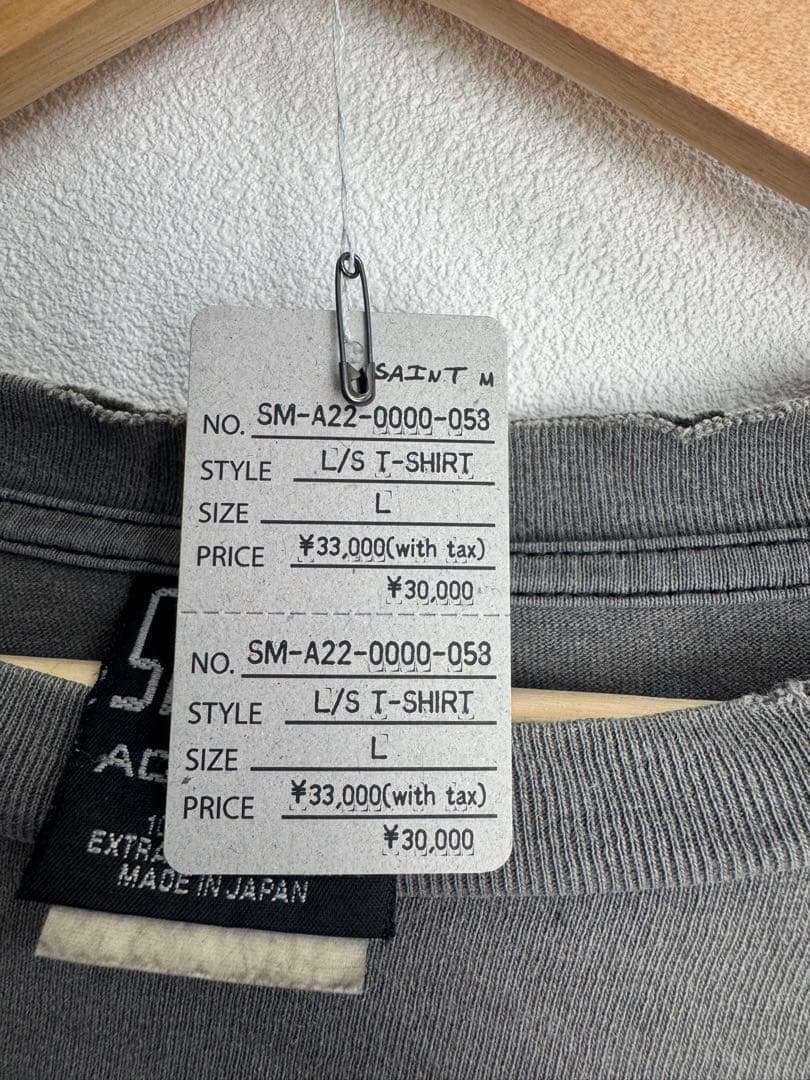 SAINT M
NO. SM-A22-0000-053
STYLE L/S T-SHIRT
SIZE L
PRICE ¥33,000(with tax)
¥30,000
NO. SM-A22-0000-053
STYLE L/S T-SHIRT
SIZE L
PRICE ¥33,000(with tax)
¥30,000
MADE IN JAPAN